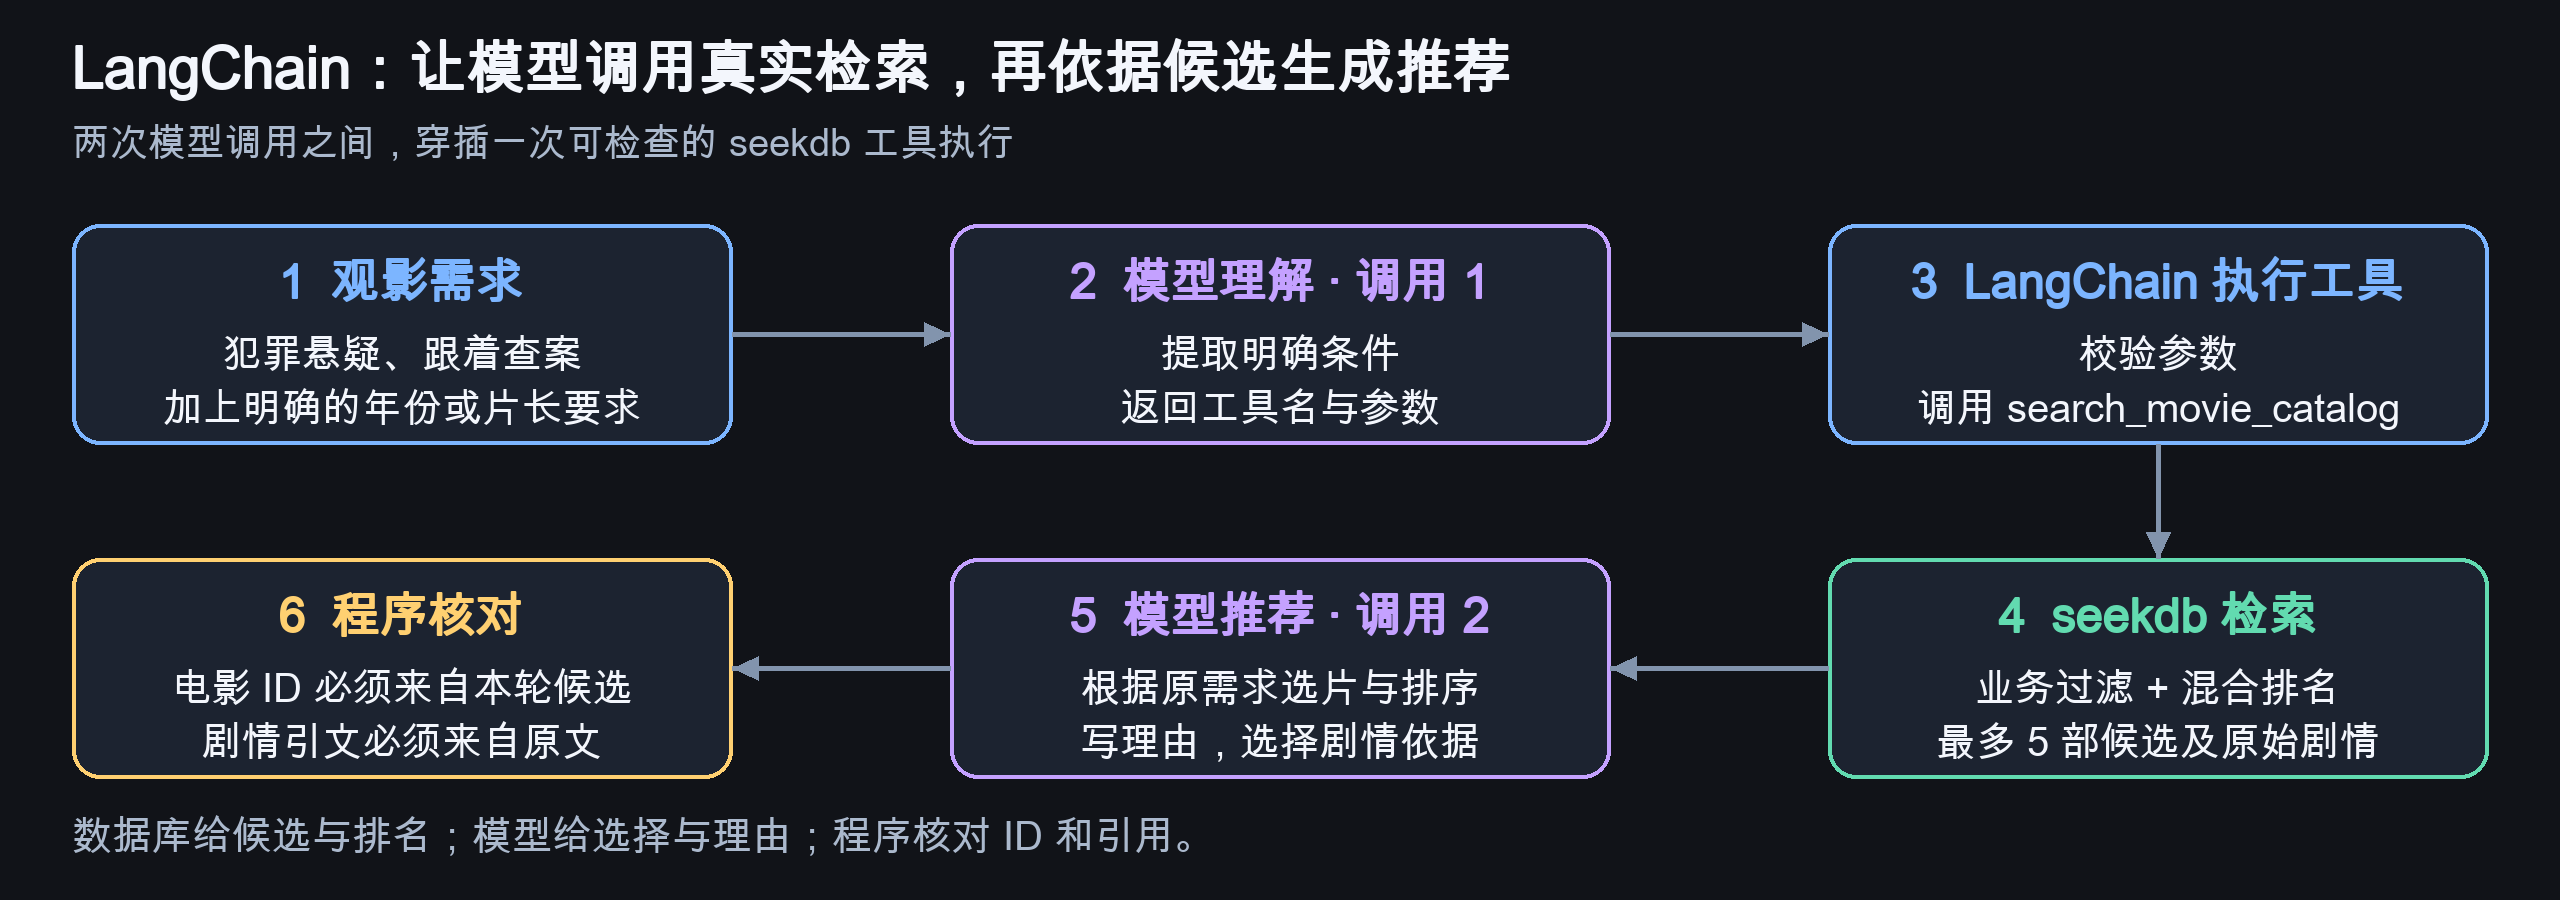 LangChain：让模型调用真实检索，再依据候选生成推荐
两次模型调用之间，穿插一次可检查的 seekdb 工具执行
1 观影需求
犯罪悬疑、跟着查案
加上明确的年份或片长要求
2 模型理解 · 调用 1
提取明确条件
返回工具名与参数
3 LangChain 执行工具
校验参数
调用 search_movie_catalog
4 seekdb 检索
业务过滤 + 混合排名
最多 5 部候选及原始剧情
5 模型推荐 · 调用 2
根据原需求选片与排序
写理由，选择剧情依据
6 程序核对
电影 ID 必须来自本轮候选
剧情引文必须来自原文
数据库给候选与排名；模型给选择与理由；程序核对 ID 和引用。